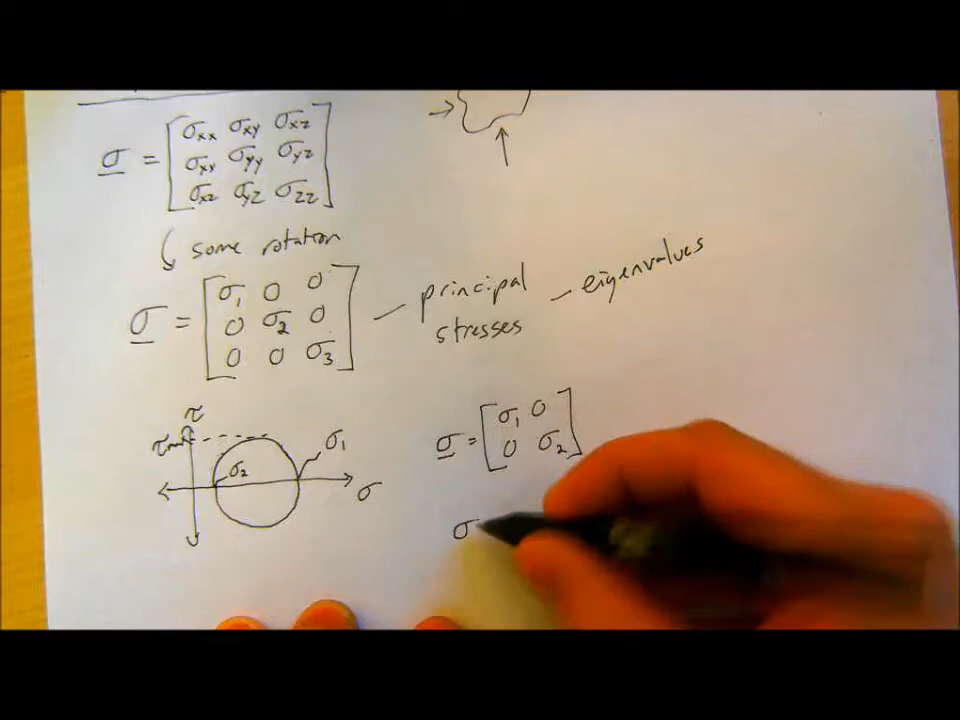 σ = [σxx σxy σxz
σxy σyy σyz
σxz σyz σzz]
some rotation
σ = [σ1 0 0
0 σ2 0
0 0 σ3]
principal stresses
eigenvalues
τ
τmax
σ1
σ2
σ
σ = [σ1 0
0 σ2]
σ